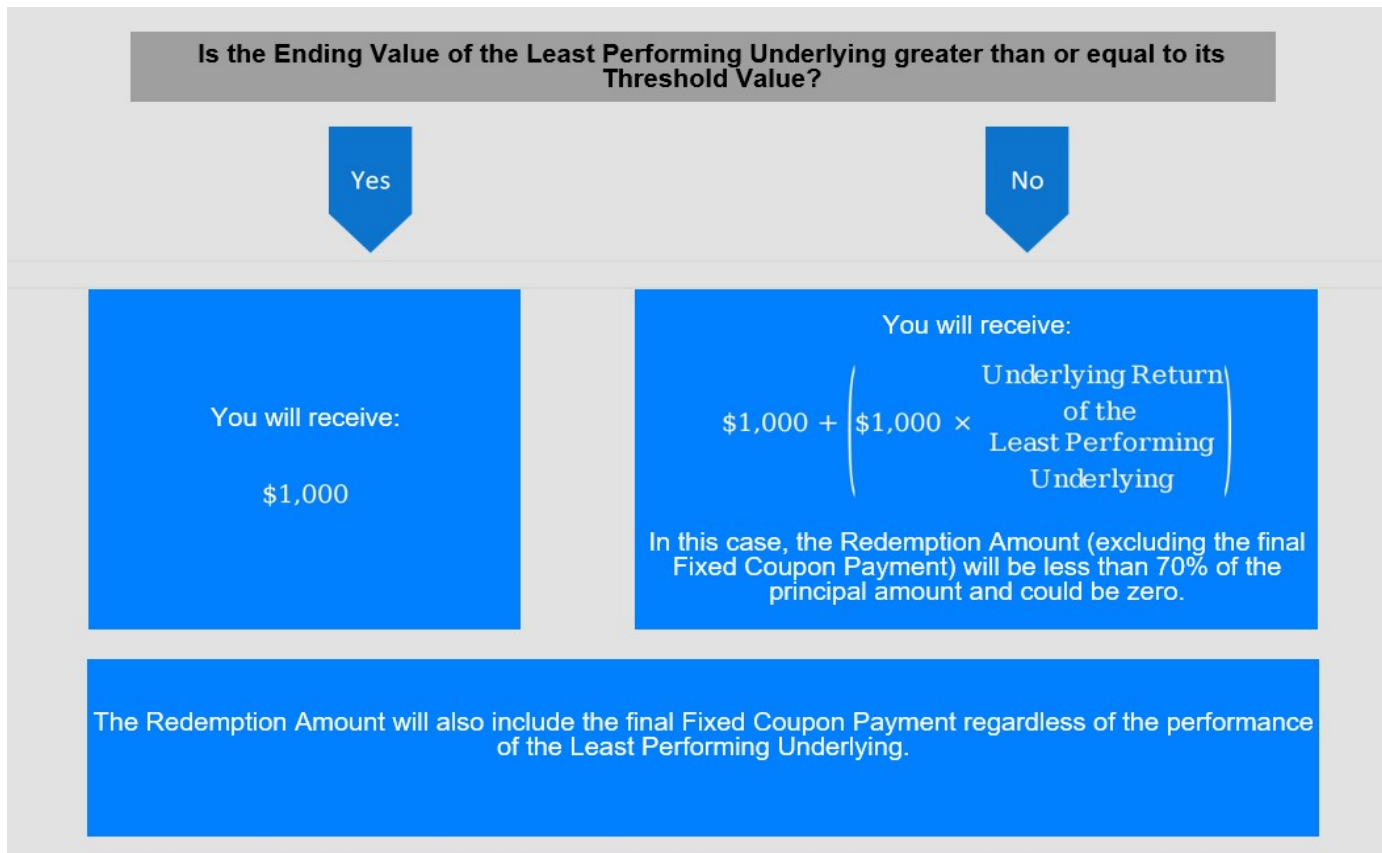 Is the Ending Value of the Least Performing Underlying greater than or equal to its
Threshold Value?
Yes
No
You will receive:
$1,000
You will receive:
$1,000 + ($1,000 × Underlying Return
of the
Least Performing
Underlying)
In this case, the Redemption Amount (excluding the final
Fixed Coupon Payment) will be less than 70% of the
principal amount and could be zero.
The Redemption Amount will also include the final Fixed Coupon Payment regardless of the performance
of the Least Performing Underlying.